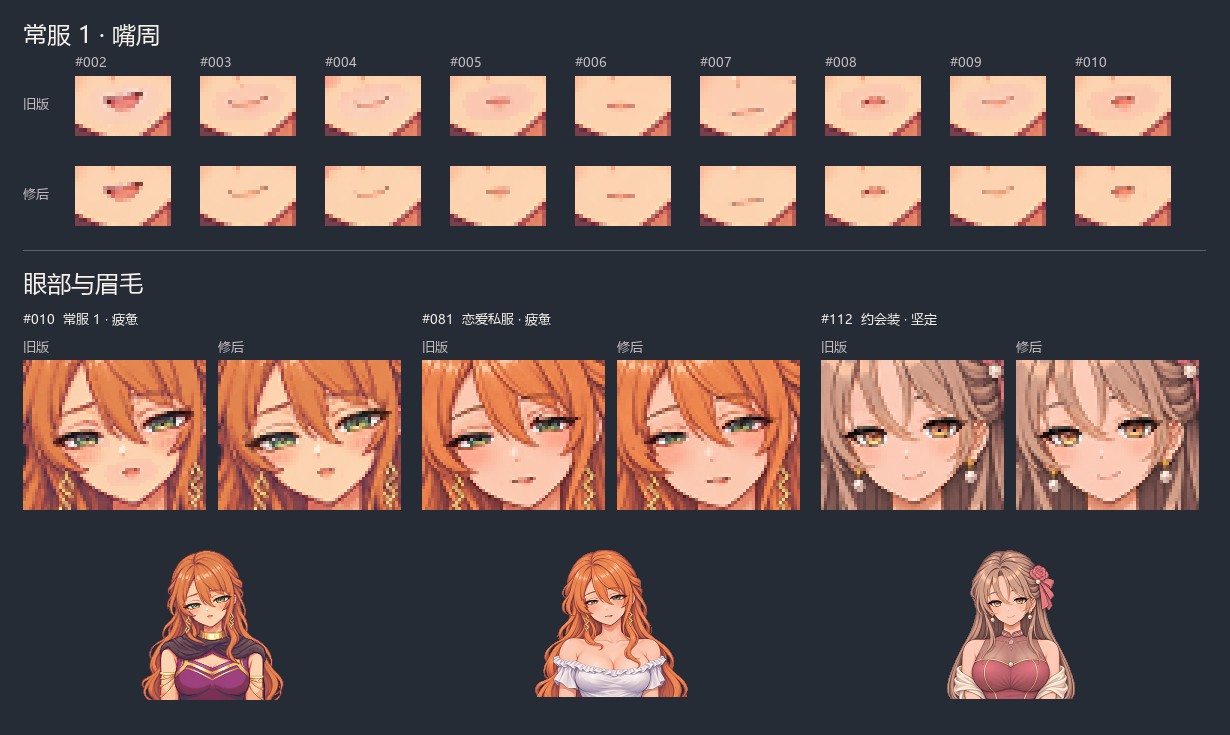 常服 1 · 嘴周
#002 #003 #004 #005 #006 #007 #008 #009 #010
旧版
修后
眼部与眉毛
#010 常服 1 · 疲惫 #081 恋爱私服 · 疲惫 #112 约会装 · 坚定
旧版 修后 旧版 修后 旧版 修后